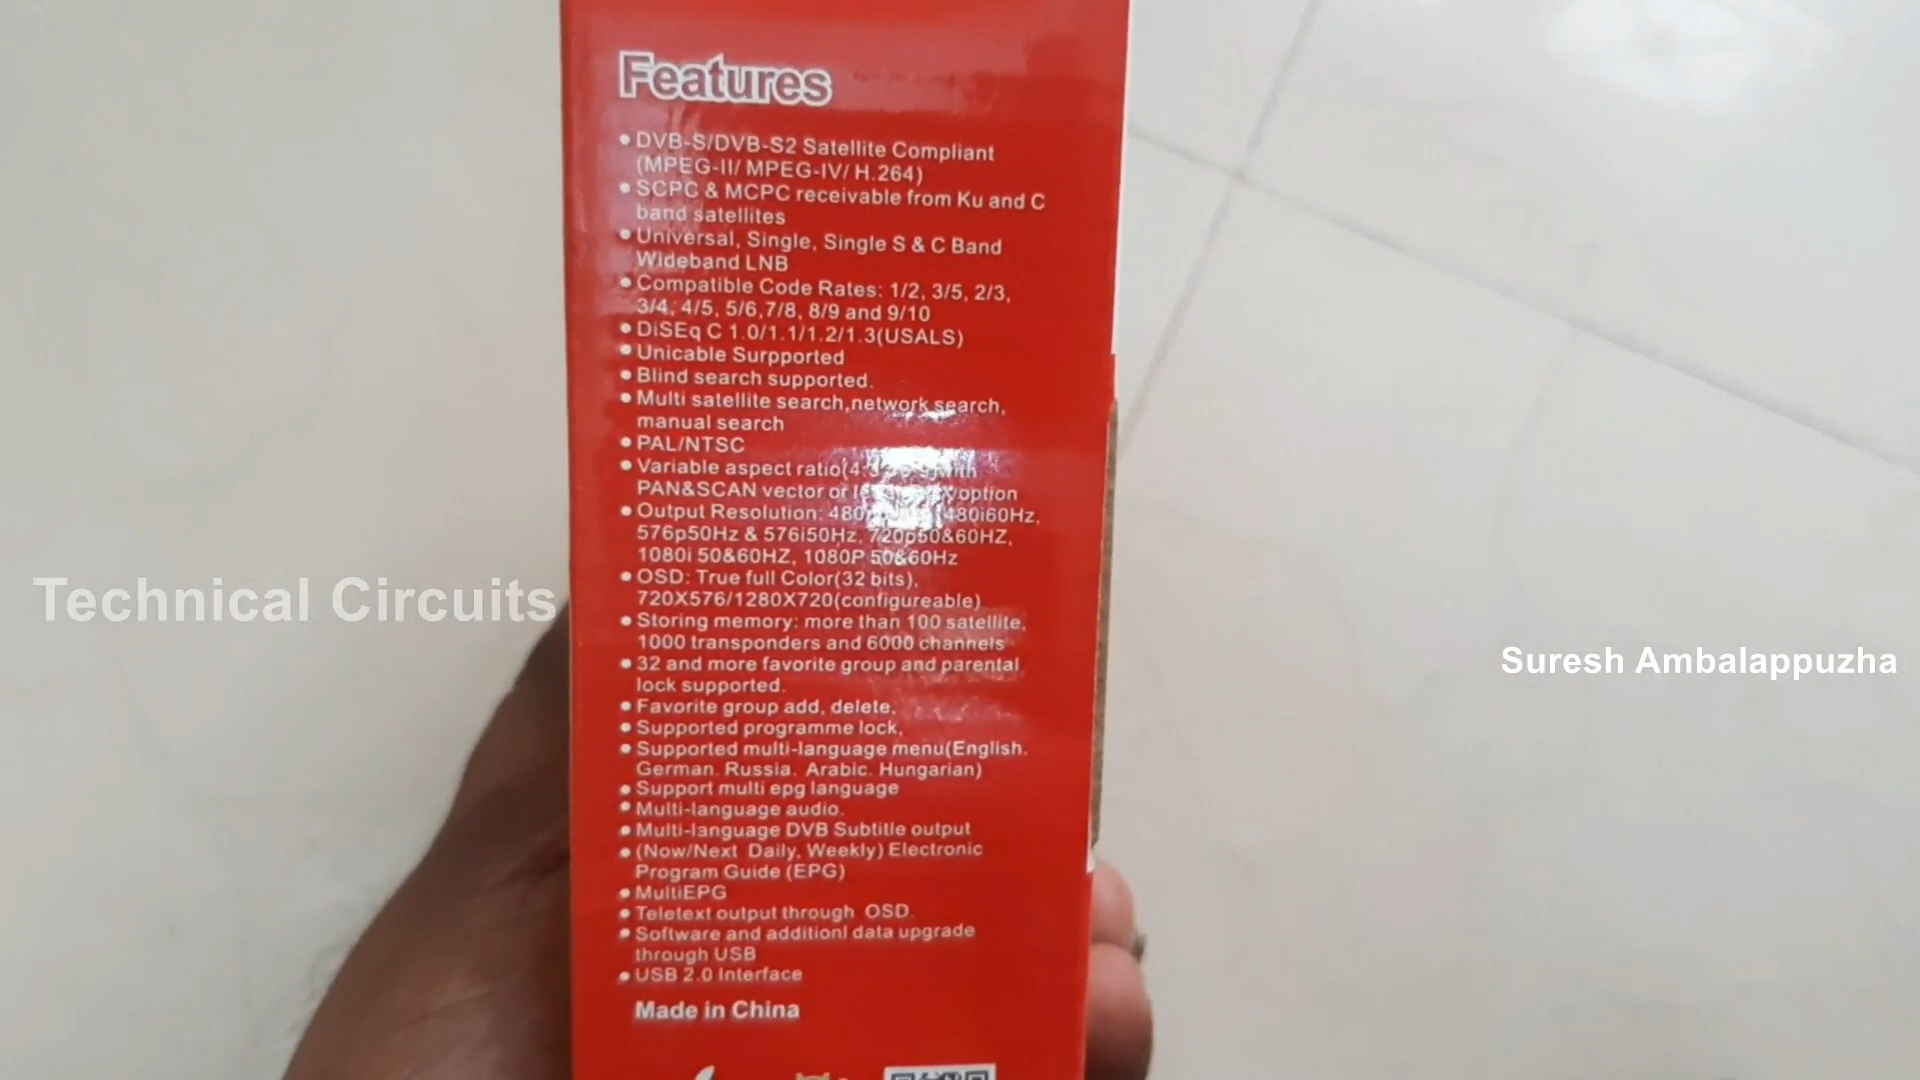 Features
• DVB-S/DVB-S2 Satellite Compliant
(MPEG-II/ MPEG-IV/ H.264)
• SCPC & MCPC receivable from Ku and C
band satellites
• Universal, Single, Single S & C Band
Wideband LNB
• Compatible Code Rates: 1/2, 3/5, 2/3,
3/4, 4/5, 5/6,7/8, 8/9 and 9/10
• DiSEq C 1.0/1.1/1.2/1.3(USALS)
• Unicable Surpported
• Blind search supported.
• Multi satellite search,network search,
manual search
• PAL/NTSC
• Variable aspect with
PAN&SCAN vector or option
• Output Resolution: 480i60Hz,
576p50Hz & 576i50Hz, 720p50&60HZ,
1080i 50&60HZ, 1080P 50&60Hz
• OSD: True full Color(32 bits),
720X576/1280X720(configureable)
• Storing memory: more than 100 satellite,
1000 transponders and 6000 channels
• 32 and more favorite group and parental
lock supported.
• Favorite group add, delete.
• Supported programme lock,
• Supported multi-language menu(English.
German. Russia. Arabic. Hungarian)
• Support multi epg language
• Multi-language audio.
• Multi-language DVB Subtitle output
• (Now/Next Daily, Weekly) Electronic
Program Guide (EPG)
• MultiEPG
• Teletext output through OSD.
• Software and additionl data upgrade
through USB
• USB 2.0 Interface
Made in China
Technical Circuits
Suresh Ambalappuzha